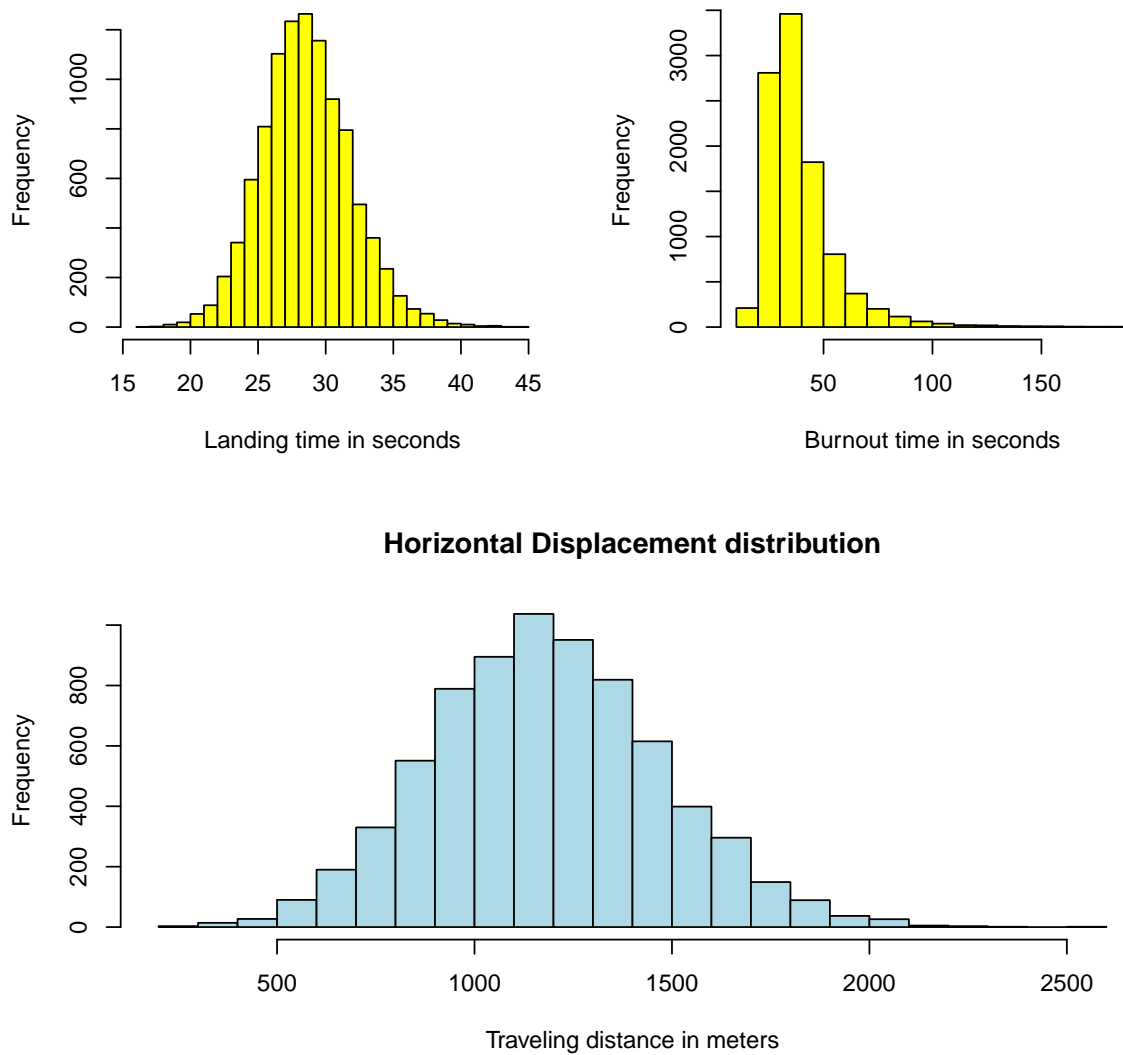 Frequency
0
200
600
1000
15 20 25 30 35 40 45
Landing time in seconds
Frequency
0
1000
2000
3000
50 100 150
Burnout time in seconds
Horizontal Displacement distribution
Frequency
0
200
400
600
800
500 1000 1500 2000 2500
Traveling distance in meters